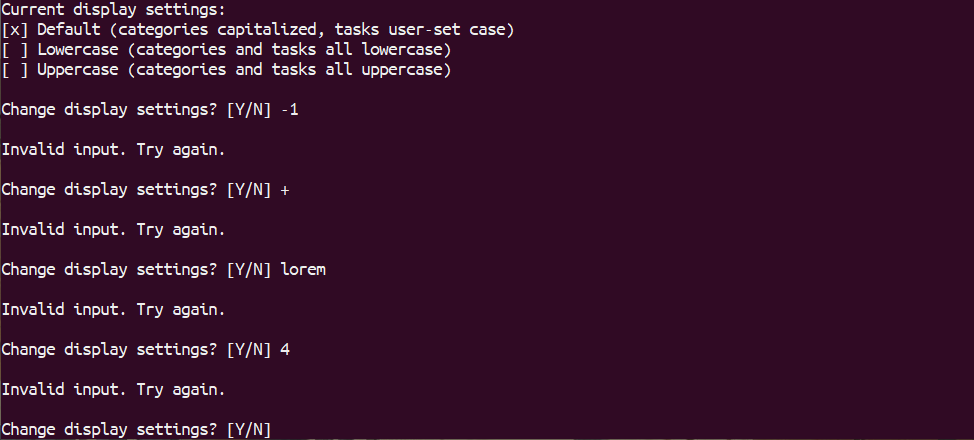 Current display settings:
[x] Default (categories capitalized, tasks user-set case)
[ ] Lowercase (categories and tasks all lowercase)
[ ] Uppercase (categories and tasks all uppercase)
Change display settings? [Y/N] -1
Invalid input. Try again.
Change display settings? [Y/N] +
Invalid input. Try again.
Change display settings? [Y/N] lorem
Invalid input. Try again.
Change display settings? [Y/N] 4
Invalid input. Try again.
Change display settings? [Y/N]